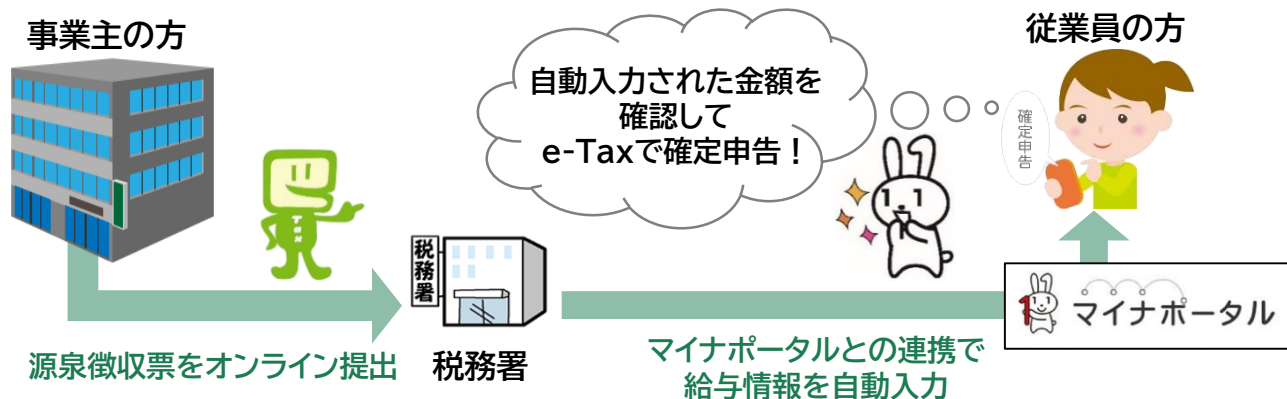 事業主の方
従業員の方
自動入力された金額を
確認して
e-Taxで確定申告！
確定申告
税務署
源泉徴収票をオンライン提出
税務署
マイナポータルとの連携で
給与情報を自動入力
1 マイナポータル